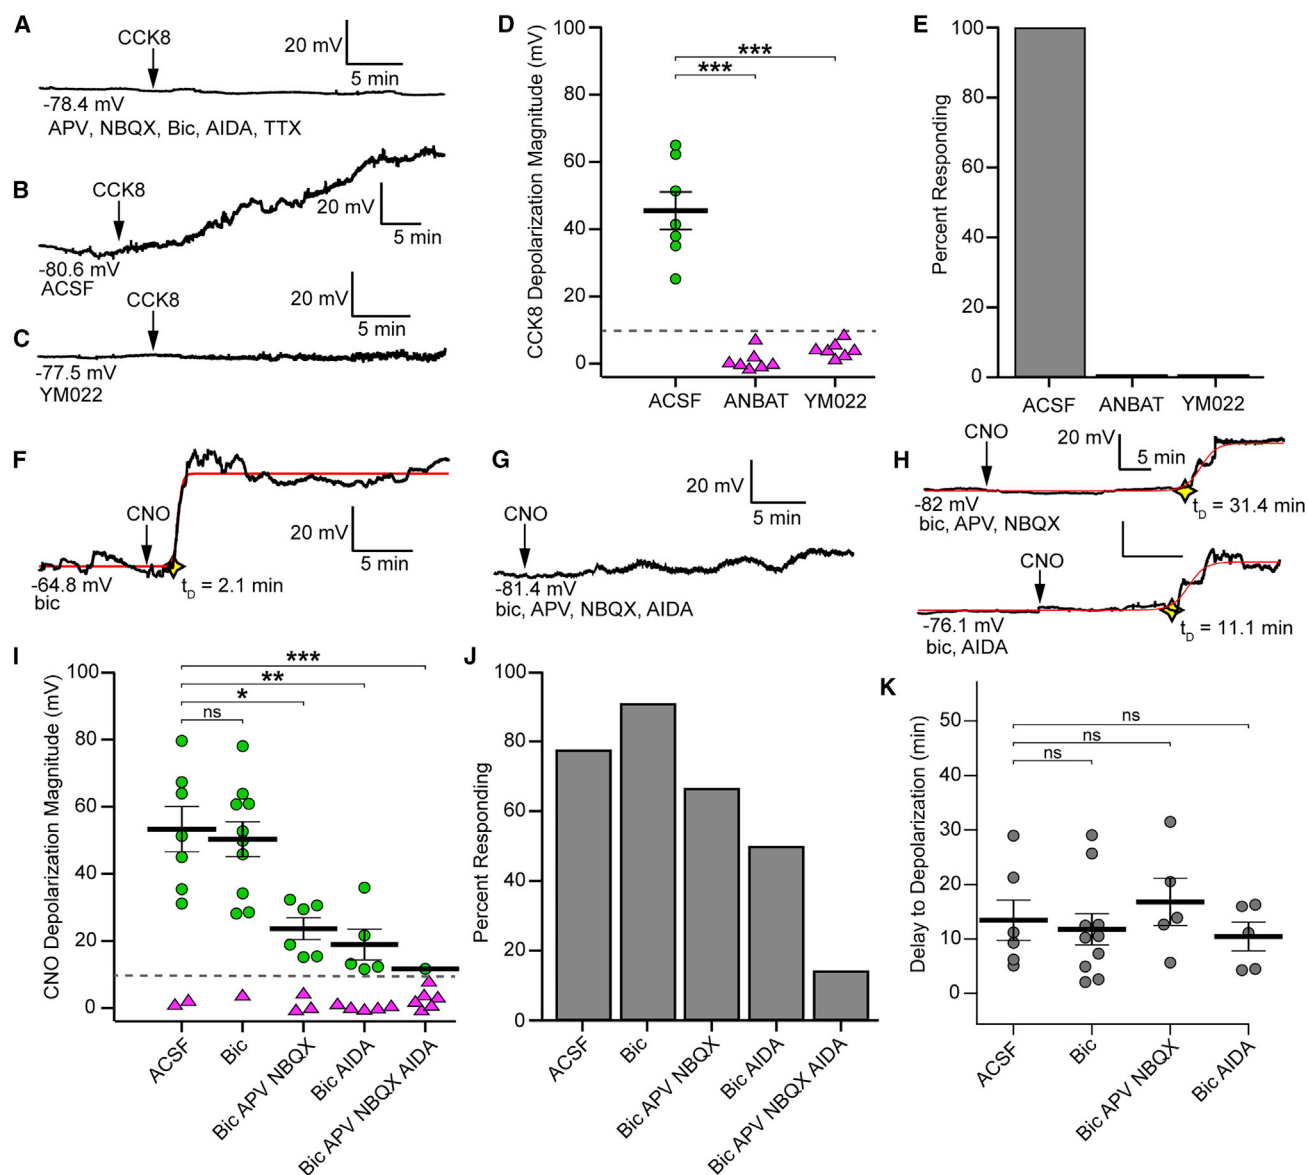 A
CCK8
20 mV
5 min
-78.4 mV
APV, NBQX, Bic, AIDA, TTX
B
CCK8
20 mV
5 min
-80.6 mV
ACSF
C
CCK8
20 mV
5 min
-77.5 mV
YM022
D
CCK8 Depolarization Magnitude (mV)
100
80
60
40
20
0
***
***
ACSF
ANBAT
YM022
E
Percent Responding
100
80
60
40
20
0
ACSF
ANBAT
YM022
F
CNO
20 mV
5 min
-64.8 mV
bic
tD = 2.1 min
G
CNO
20 mV
5 min
-81.4 mV
bic, APV, NBQX, AIDA
H
CNO
20 mV
5 min
-82 mV
bic, APV, NBQX
tD = 31.4 min
CNO
-76.1 mV
bic, AIDA
tD = 11.1 min
I
CNO Depolarization Magnitude (mV)
100
80
60
40
20
0
***
**
*
ns
ACSF
Bic
Bic APV NBQX
Bic AIDA
Bic APV NBQX AIDA
J
Percent Responding
100
80
60
40
20
0
ACSF
Bic
Bic APV NBQX
Bic AIDA
Bic APV NBQX AIDA
K
Delay to Depolarization (min)
50
40
30
20
10
0
ns
ns
ns
ACSF
Bic
Bic APV NBQX
Bic AIDA